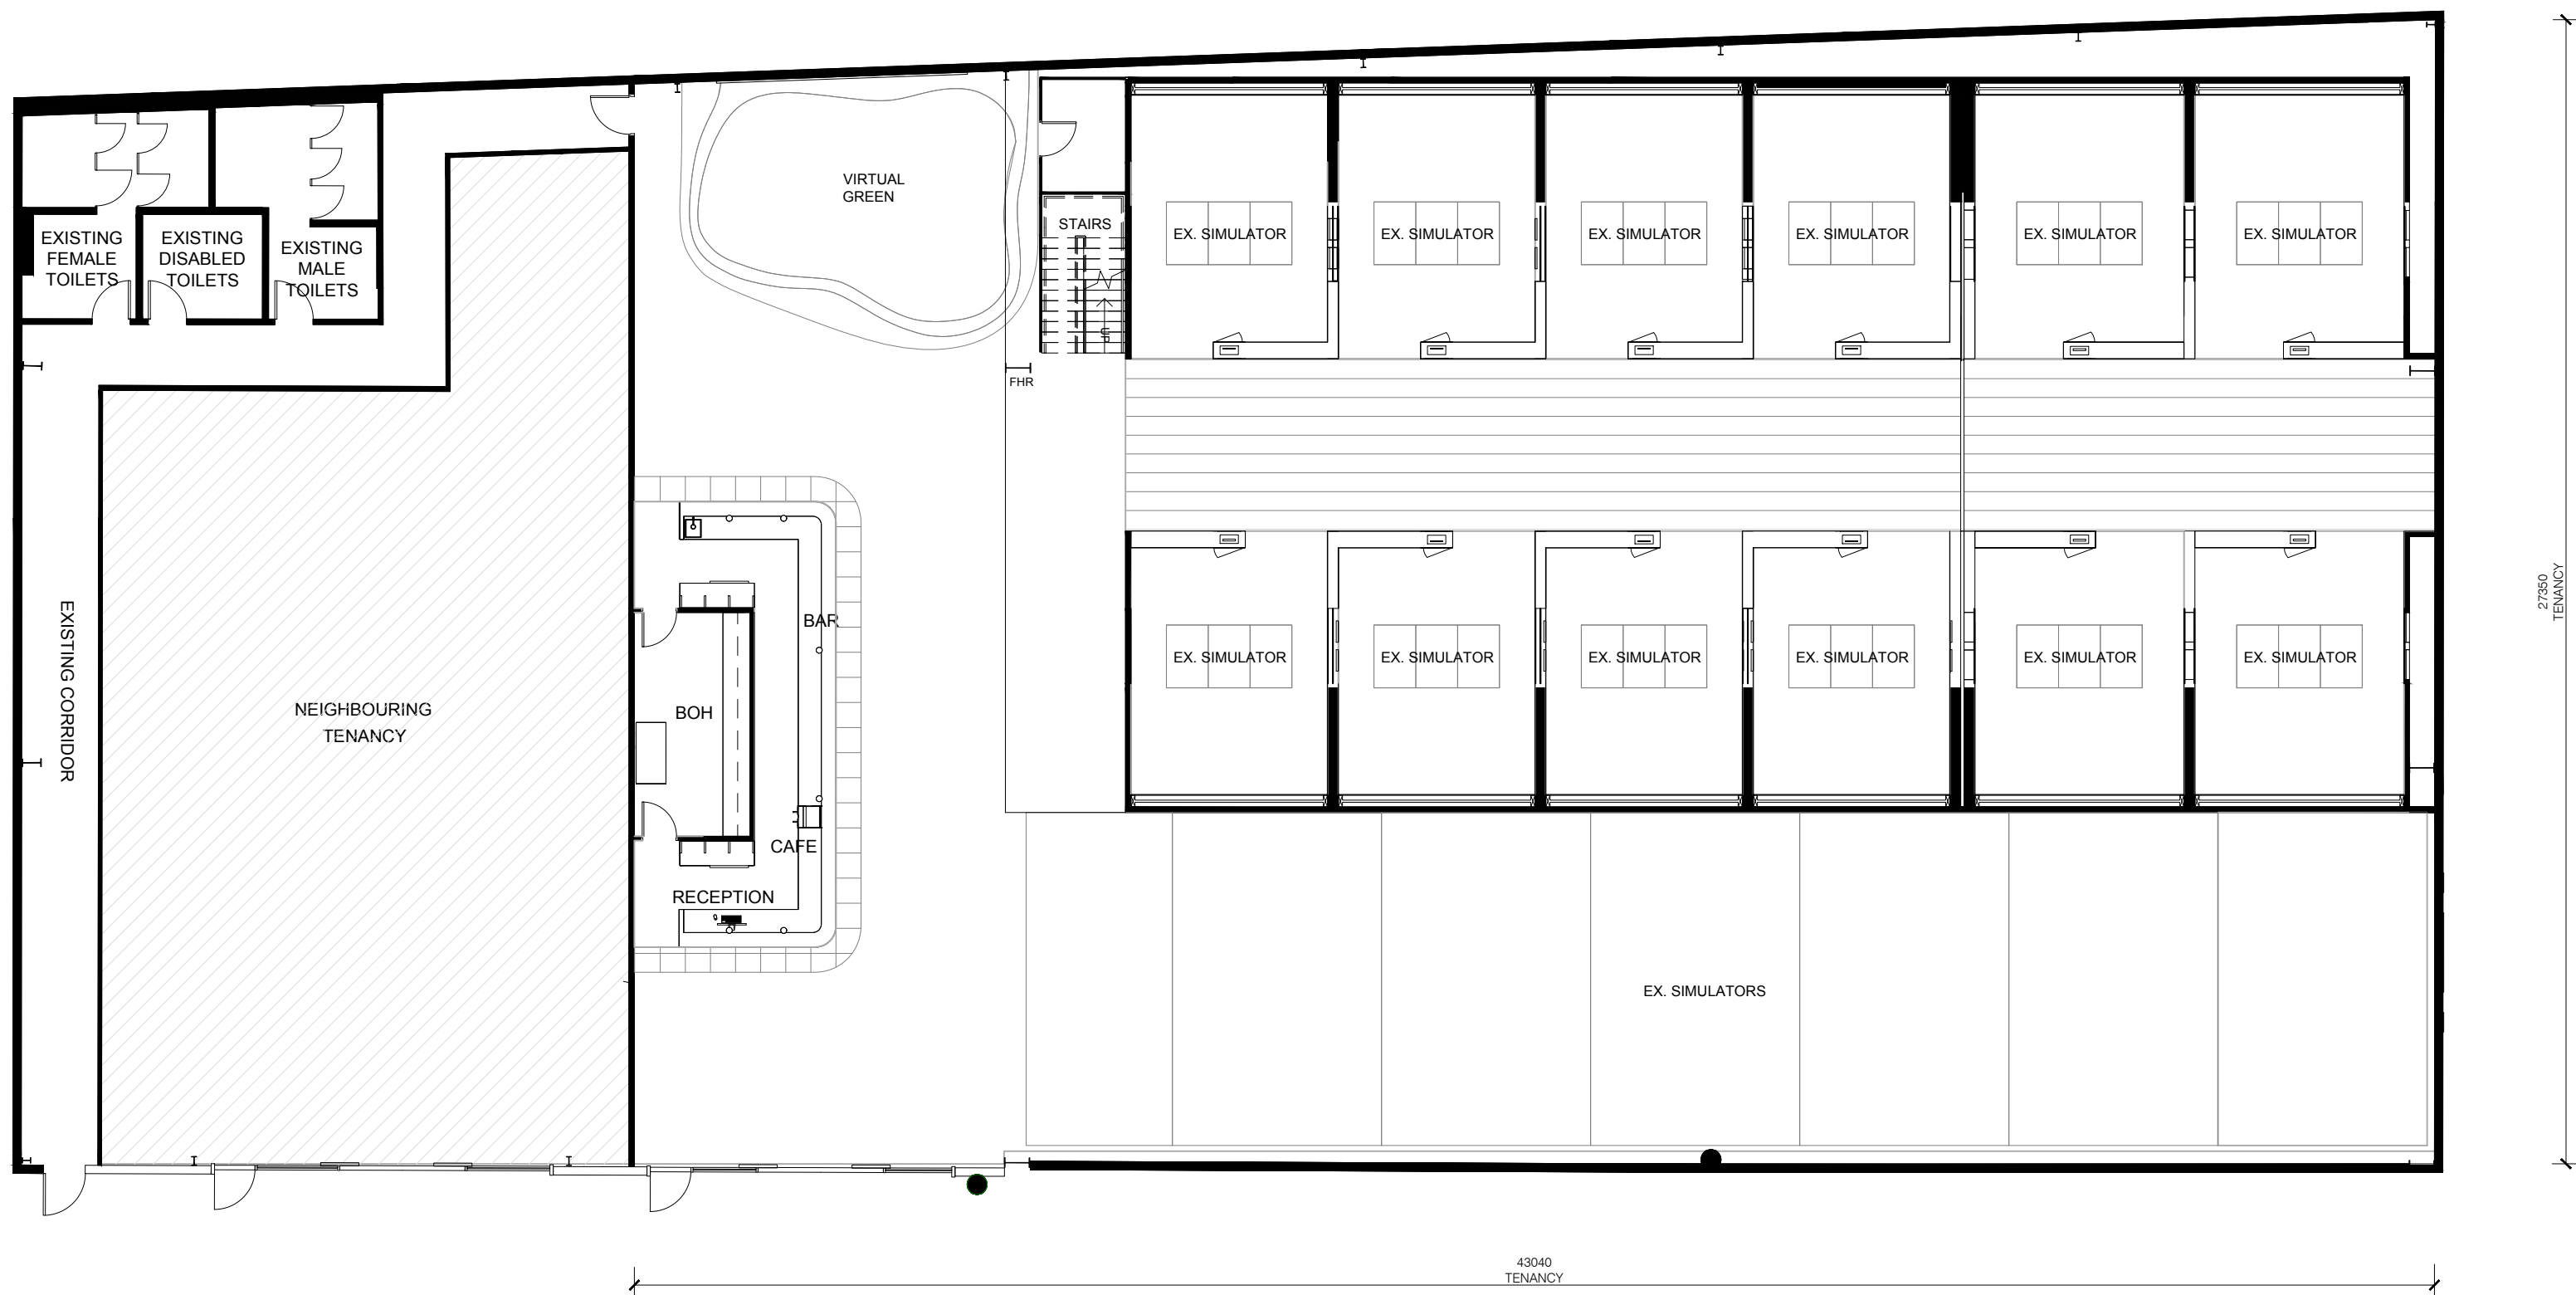 VIRTUAL
GREEN
STAIRS
UP
FHR
EX. SIMULATOR
EX. SIMULATOR
EX. SIMULATOR
EX. SIMULATOR
EX. SIMULATOR
EX. SIMULATOR
EXISTING
FEMALE
TOILETS
EXISTING
DISABLED
TOILETS
EXISTING
MALE
TOILETS
EXISTING CORRIDOR
NEIGHBOURING
TENANCY
BAR
BOH
CAFE
RECEPTION
EX. SIMULATOR
EX. SIMULATOR
EX. SIMULATOR
EX. SIMULATOR
EX. SIMULATOR
EX. SIMULATOR
EX. SIMULATORS
27350
TENANCY
43040
TENANCY